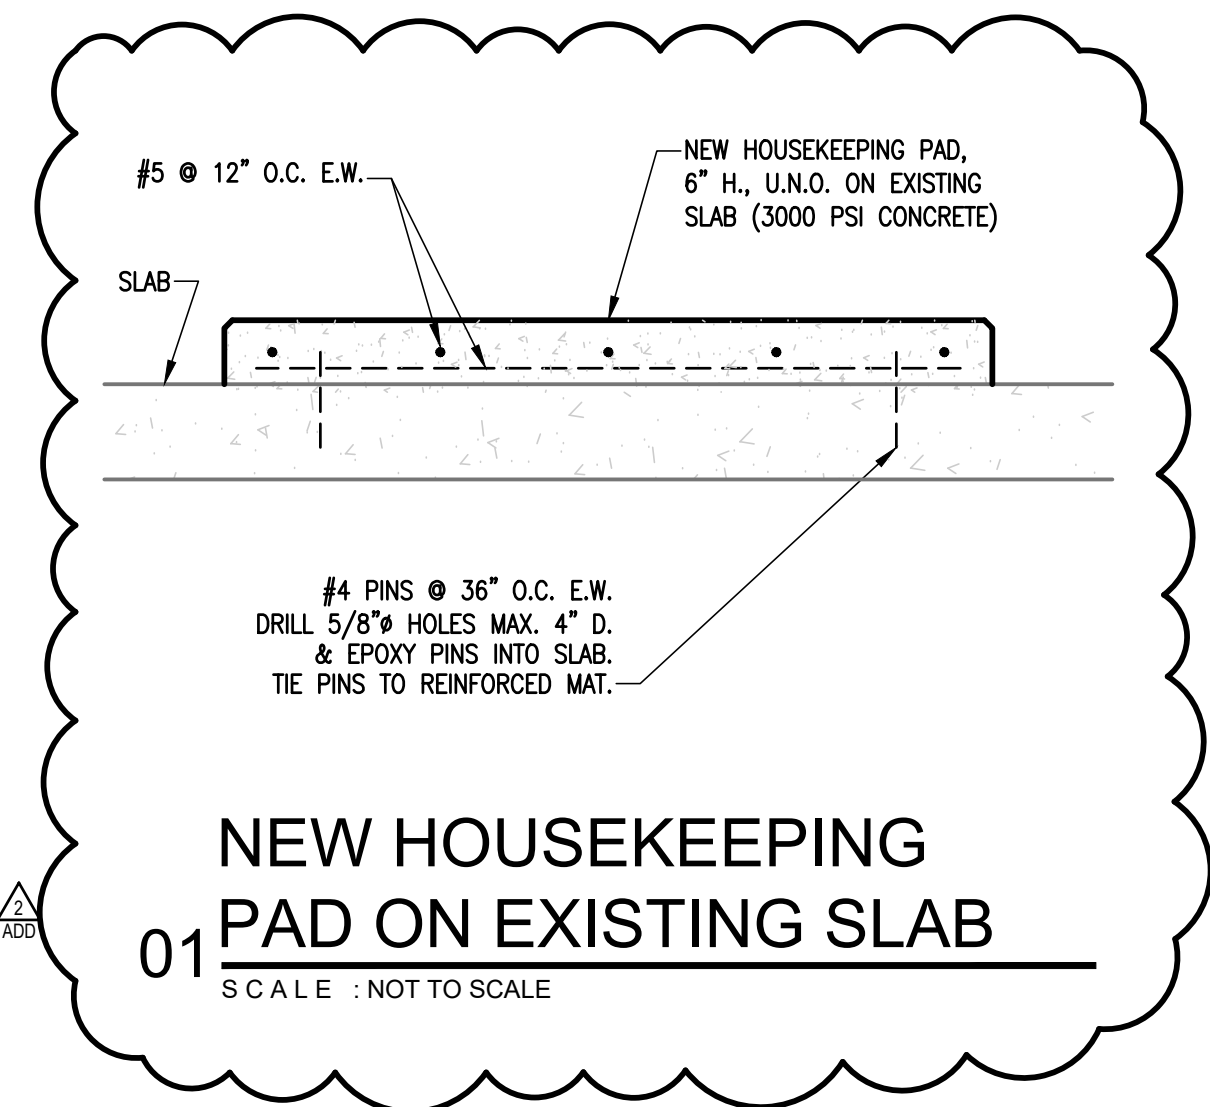 #5 @ 12" O.C. E.W.
NEW HOUSEKEEPING PAD,
6" H., U.N.O. ON EXISTING
SLAB (3000 PSI CONCRETE)
SLAB
#4 PINS @ 36" O.C. E.W.
DRILL 5/8"ø HOLES MAX. 4" D.
& EPOXY PINS INTO SLAB.
TIE PINS TO REINFORCED MAT.
2
ADD
01
NEW HOUSEKEEPING
PAD ON EXISTING SLAB
SCALE : NOT TO SCALE